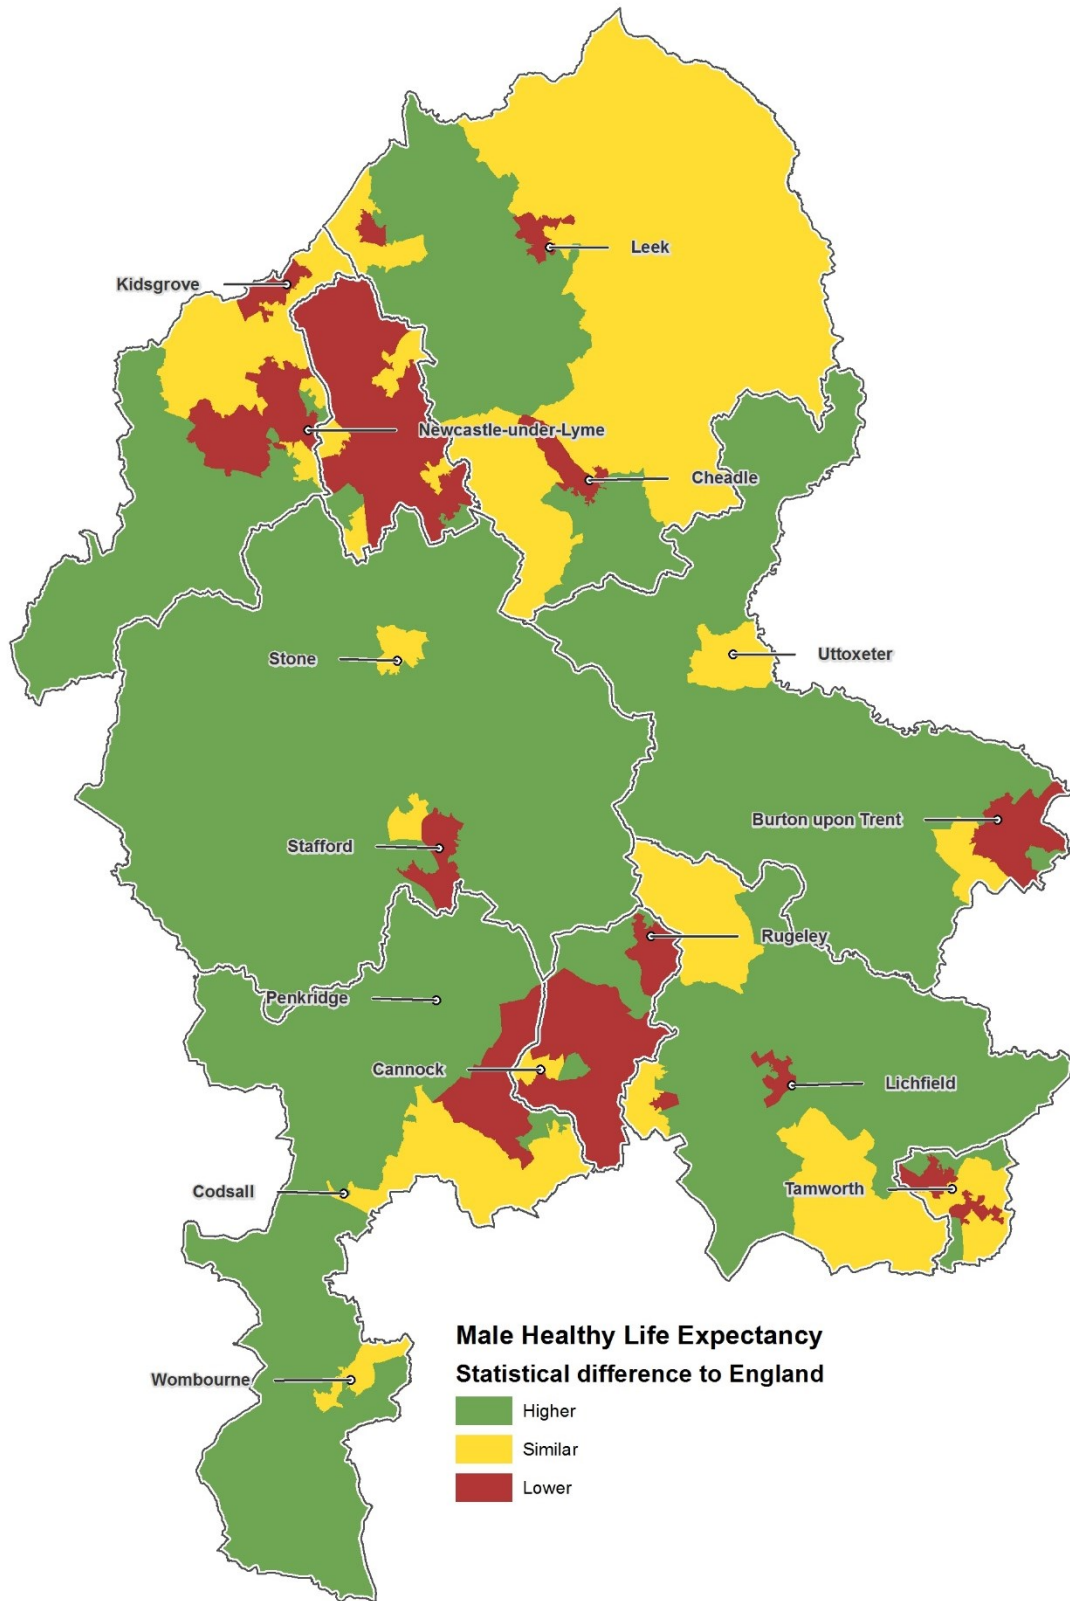 Leek
Kidsgrove
Newcastle-under-Lyme
Cheadle
Stone
Uttoxeter
Burton upon Trent
Stafford
Rugeley
Penkridge
Cannock
Lichfield
Codsall
Tamworth
Wombourne
Male Healthy Life Expectancy
Statistical difference to England
Higher
Similar
Lower